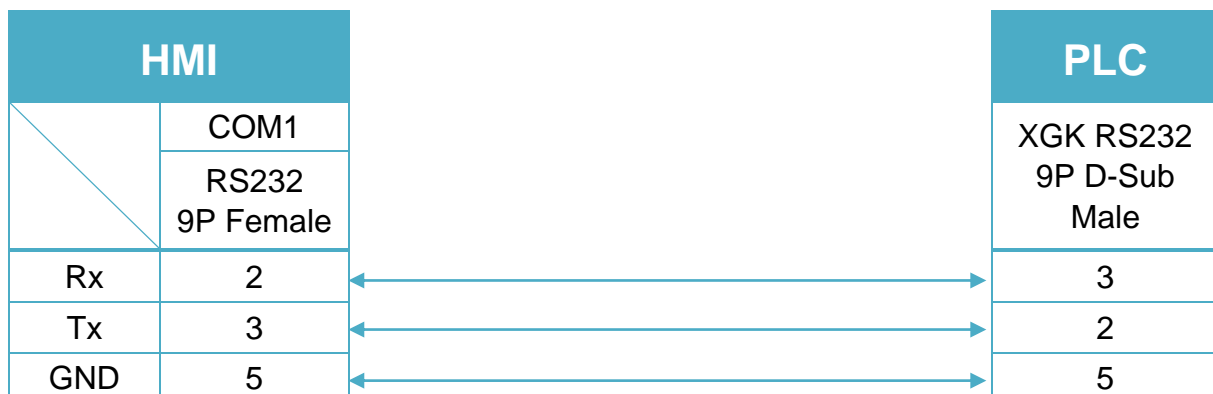 HMI
PLC
COM1
RS232
9P Female
XGK RS232
9P D-Sub
Male
Rx 2 3
Tx 3 2
GND 5 5